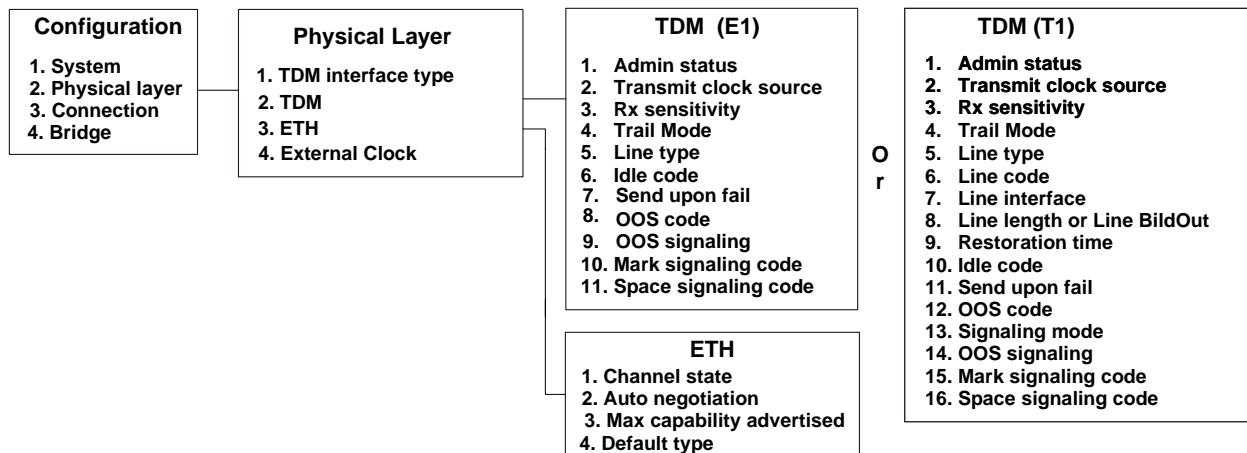 Configuration
1. System
2. Physical layer
3. Connection
4. Bridge
Physical Layer
1. TDM interface type
2. TDM
3. ETH
4. External Clock
TDM (E1)
1. Admin status
2. Transmit clock source
3. Rx sensitivity
4. Trail Mode
5. Line type
6. Idle code
7. Send upon fail
8. OOS code
9. OOS signaling
10. Mark signaling code
11. Space signaling code
O
r
TDM (T1)
1. Admin status
2. Transmit clock source
3. Rx sensitivity
4. Trail Mode
5. Line type
6. Line code
7. Line interface
8. Line length or Line BildOut
9. Restoration time
10. Idle code
11. Send upon fail
12. OOS code
13. Signaling mode
14. OOS signaling
15. Mark signaling code
16. Space signaling code
ETH
1. Channel state
2. Auto negotiation
3. Max capability advertised
4. Default type